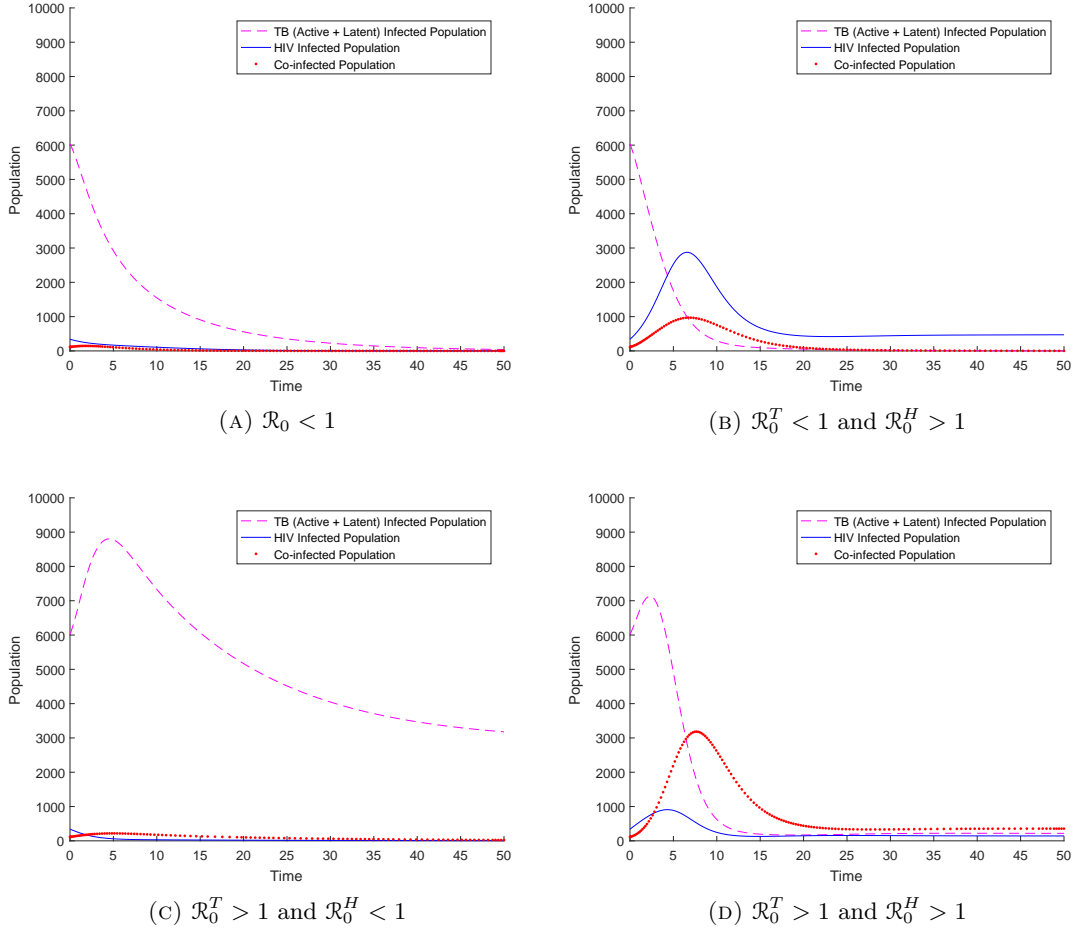 10000
9000
8000
7000
6000
5000
4000
3000
2000
1000
0
Population
TB (Active + Latent) Infected Population
HIV Infected Population
Co-infected Population
0 5 10 15 20 25 30 35 40 45 50
Time
(A) ℛ₀ < 1
10000
9000
8000
7000
6000
5000
4000
3000
2000
1000
0
Population
TB (Active + Latent) Infected Population
HIV Infected Population
Co-infected Population
0 5 10 15 20 25 30 35 40 45 50
Time
(B) ℛ₀ᵀ < 1 and ℛ₀ᴴ > 1
10000
9000
8000
7000
6000
5000
4000
3000
2000
1000
0
Population
TB (Active + Latent) Infected Population
HIV Infected Population
Co-infected Population
0 5 10 15 20 25 30 35 40 45 50
Time
(C) ℛ₀ᵀ > 1 and ℛ₀ᴴ < 1
10000
9000
8000
7000
6000
5000
4000
3000
2000
1000
0
Population
TB (Active + Latent) Infected Population
HIV Infected Population
Co-infected Population
0 5 10 15 20 25 30 35 40 45 50
Time
(D) ℛ₀ᵀ > 1 and ℛ₀ᴴ > 1